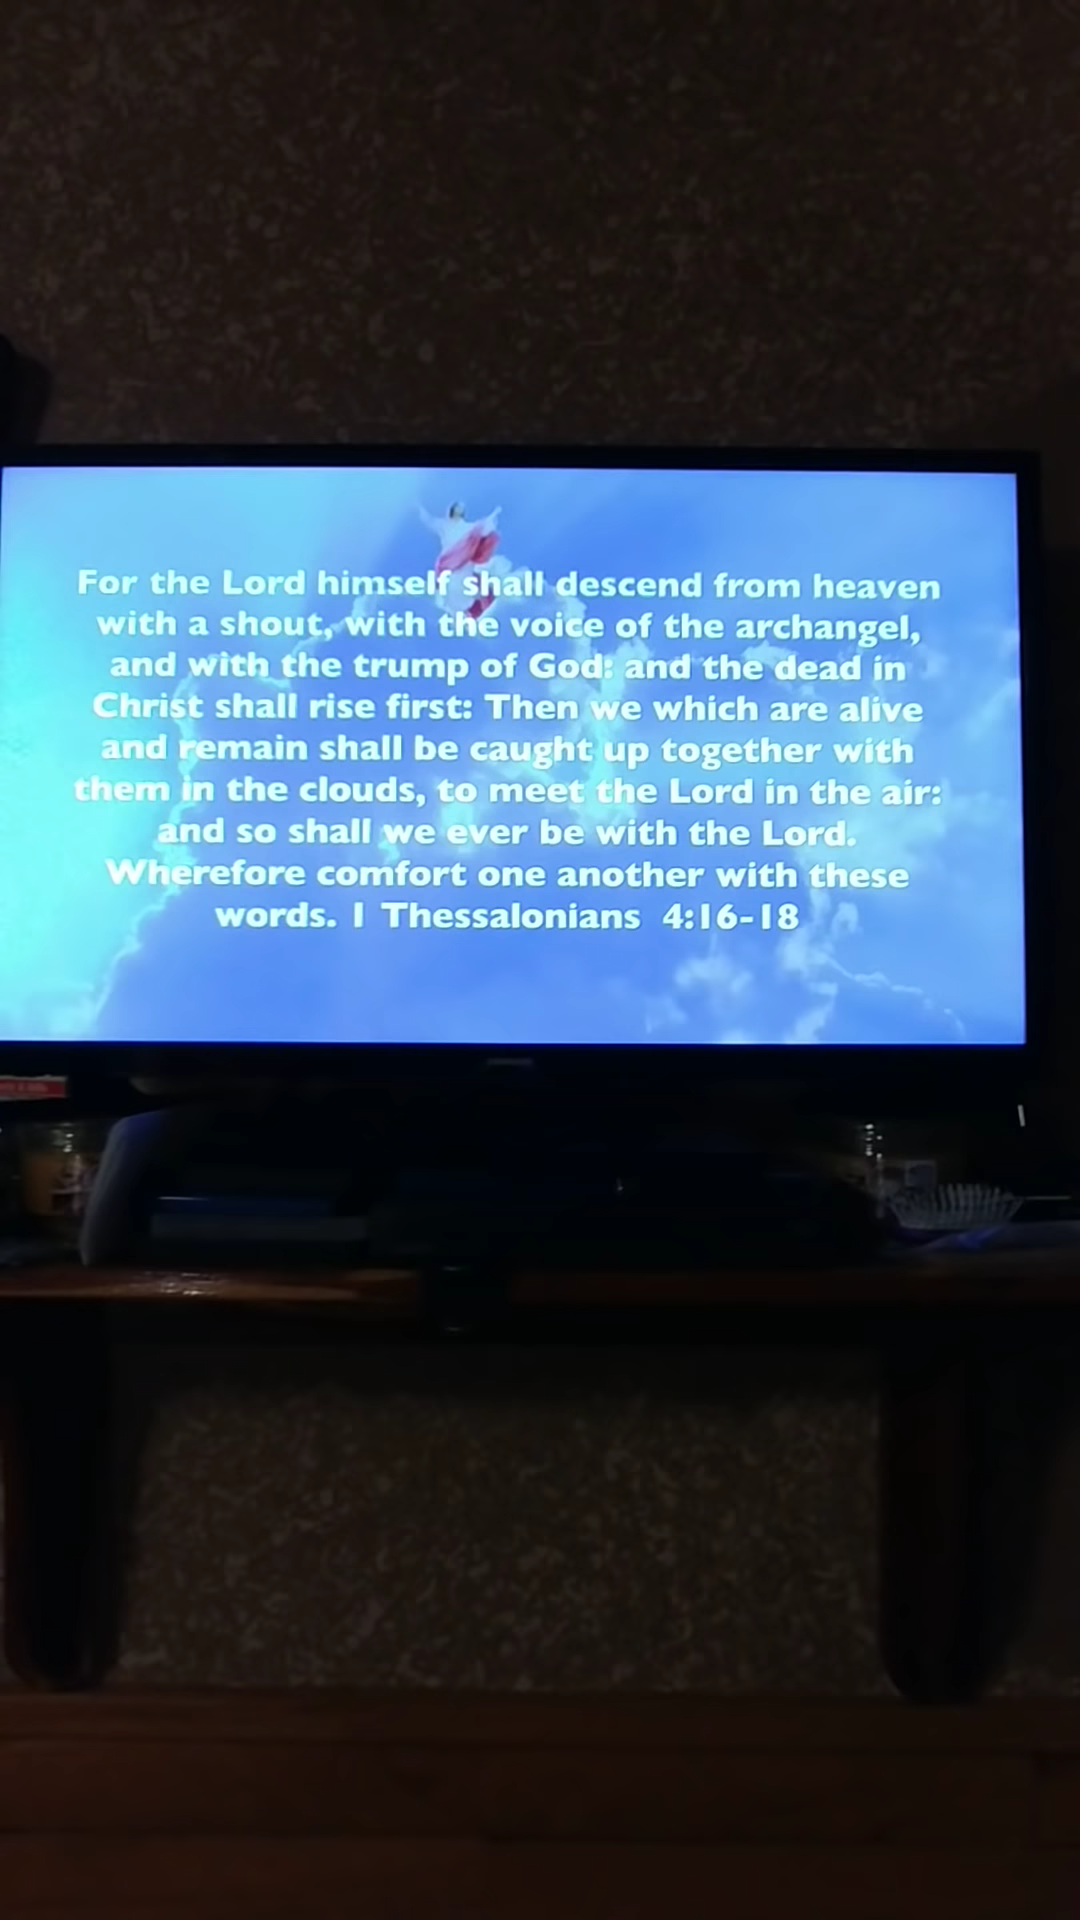 For the Lord himself shall descend from heaven
with a shout, with the voice of the archangel,
and with the trump of God: and the dead in
Christ shall rise first: Then we which are alive
and remain shall be caught up together with
them in the clouds, to meet the Lord in the air:
and so shall we ever be with the Lord.
Wherefore comfort one another with these
words. 1 Thessalonians 4:16-18